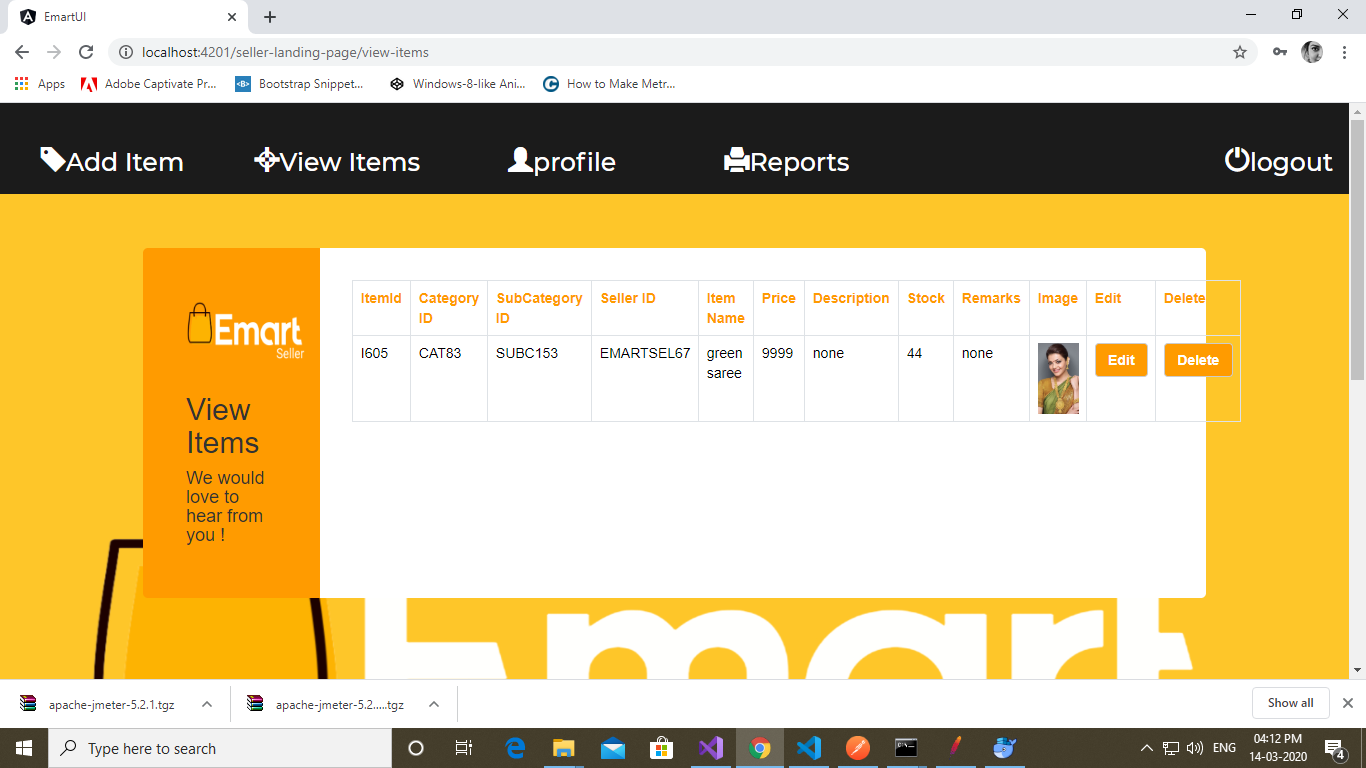 EmartUI
localhost:4201/seller-landing-page/view-items
Apps Adobe Captivate Pr... Bootstrap Snippet... Windows-8-like Ani... How to Make Metr...
Add Item View Items profile Reports logout
Emart
Seller
View
Items
We would
love to
hear from
you !
ItemId Category SubCategory Seller ID Item Price Description Stock Remarks Image Edit Delete
ID ID Name
I605 CAT83 SUBC153 EMARTSEL67 green 9999 none 44 none Edit Delete
saree
Emart
apache-jmeter-5.2.1.tgz apache-jmeter-5.2.....tgz Show all
Type here to search
ENG 04:12 PM
14-03-2020 4